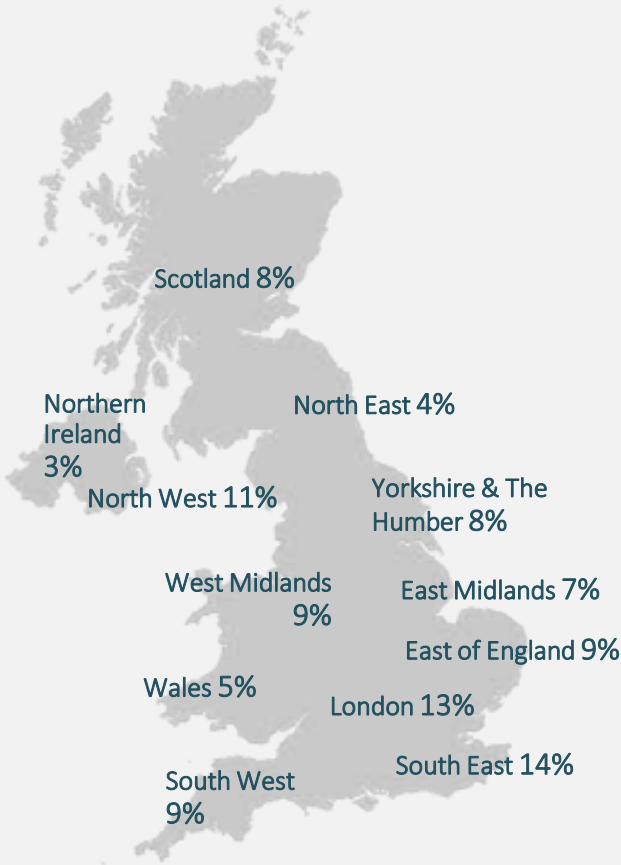 Scotland 8%
Northern
Ireland
3%
North East 4%
North West 11%
Yorkshire & The
Humber 8%
West Midlands
9%
East Midlands 7%
East of England 9%
Wales 5%
London 13%
South East 14%
South West
9%